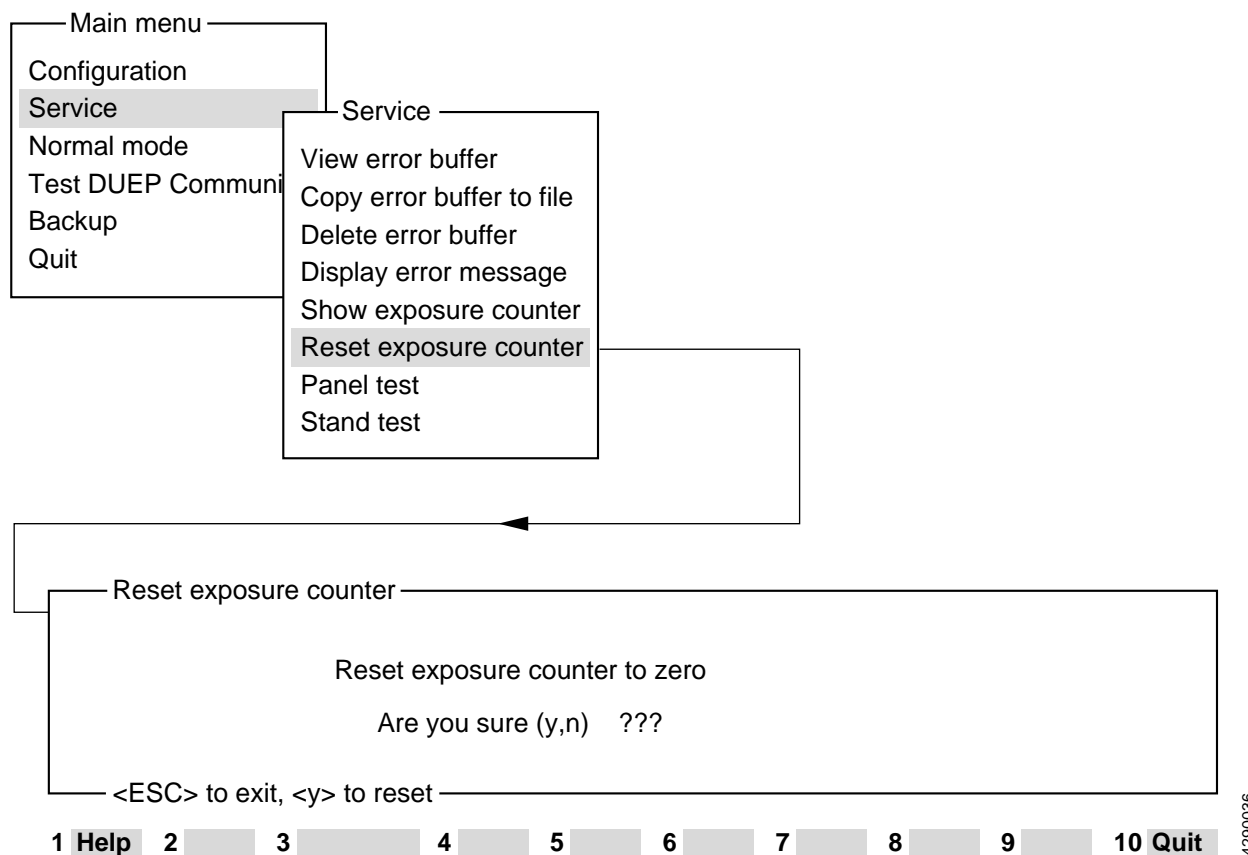 Main menu
Configuration
Service
Normal mode
Test DUEP Communi
Backup
Quit
Service
View error buffer
Copy error buffer to file
Delete error buffer
Display error message
Show exposure counter
Reset exposure counter
Panel test
Stand test
Reset exposure counter
Reset exposure counter to zero
Are you sure (y,n) ???
<ESC> to exit, <y> to reset
1 Help 2 3 4 5 6 7 8 9 10 Quit